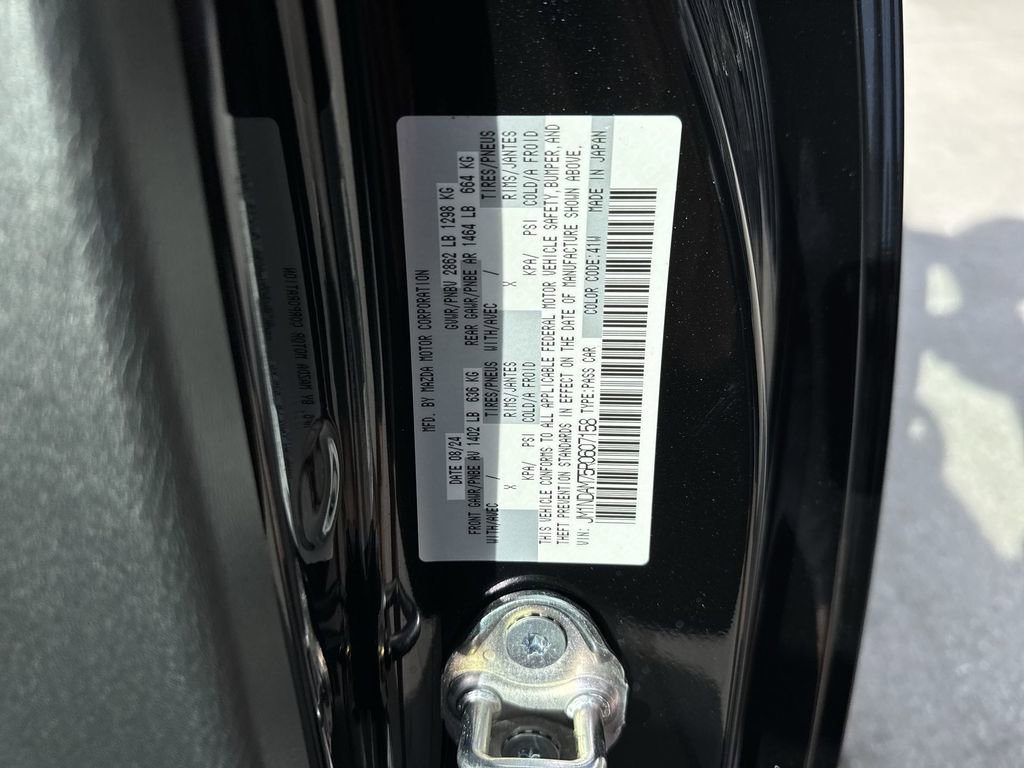 MFD. BY MAZDA MOTOR CORPORATION
DATE 08/24 GVWR/PNBV 2862 LB 1298 KG
FRONT GAWR/PNBE AV 1402 LB 636 KG REAR GAWR/PNBE AR 1464 LB 664 KG
WITH/AVEC / TIRES/PNEUS WITH/AVEC / TIRES/PNEUS
X RIMS/JANTES X RIMS/JANTES
KPA/ PSI COLD/A FROID KPA/ PSI COLD/A FROID
THIS VEHICLE CONFORMS TO ALL APPLICABLE FEDERAL MOTOR VEHICLE SAFETY, BUMPER, AND
THEFT PREVENTION STANDARDS IN EFFECT ON THE DATE OF MANUFACTURE SHOWN ABOVE.
VIN: JM1NDAM75P0607168 TYPE:PASS CAR COLOR CODE:41W MADE IN JAPAN